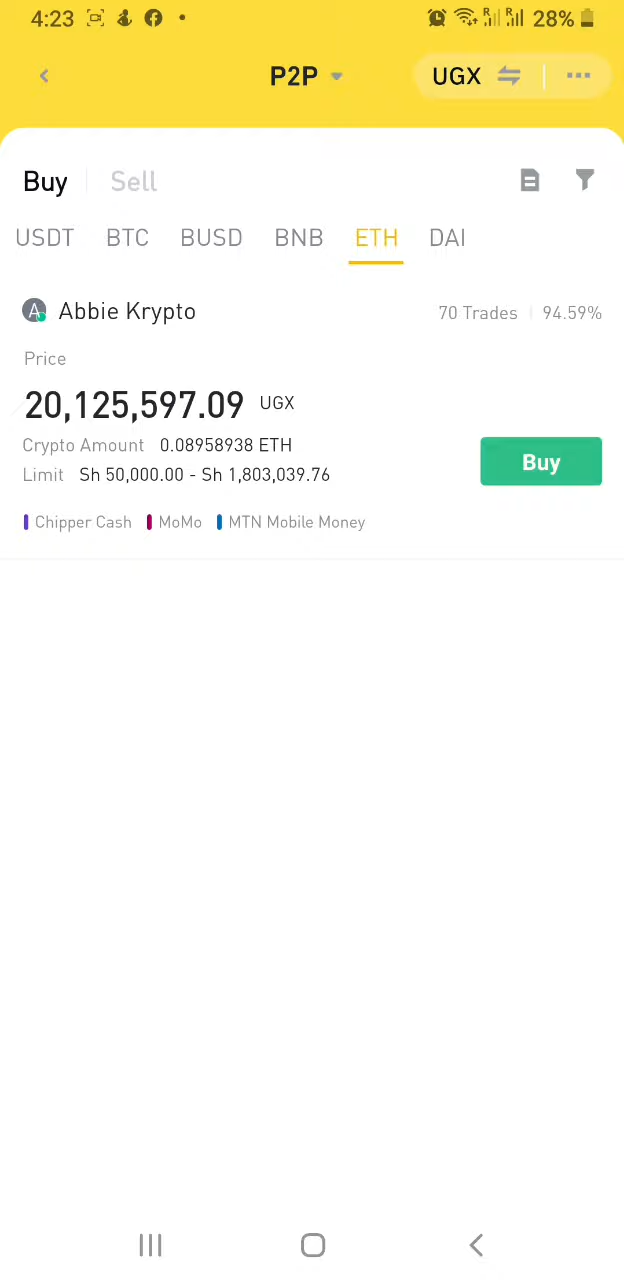 4:23 28%
P2P UGX
Buy Sell
USDT BTC BUSD BNB ETH DAI
A Abbie Krypto 70 Trades 94.59%
Price
20,125,597.09 UGX
Crypto Amount 0.08958938 ETH
Limit Sh 50,000.00 - Sh 1,803,039.76
Buy
Chipper Cash MoMo MTN Mobile Money